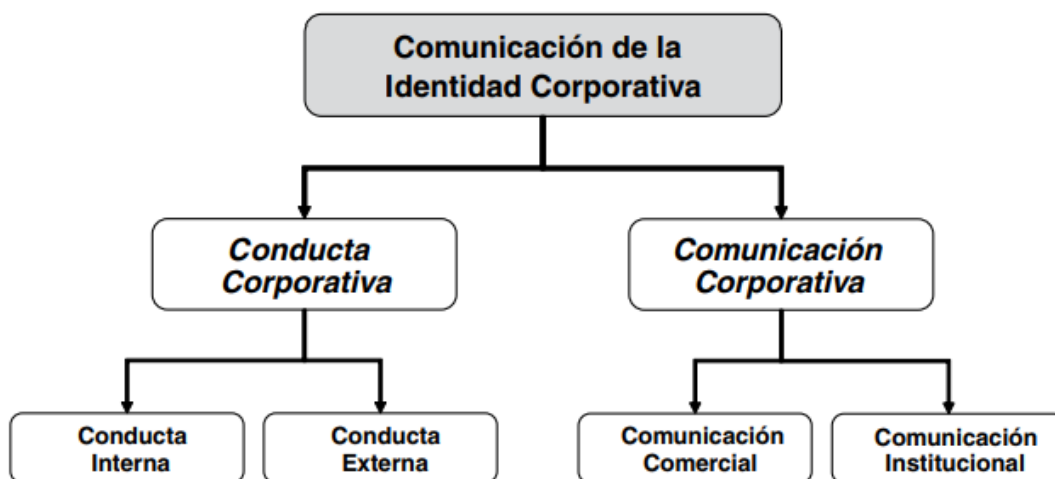 Comunicación de la
Identidad Corporativa
Conducta
Corporativa
Comunicación
Corporativa
Conducta
Interna
Conducta
Externa
Comunicación
Comercial
Comunicación
Institucional